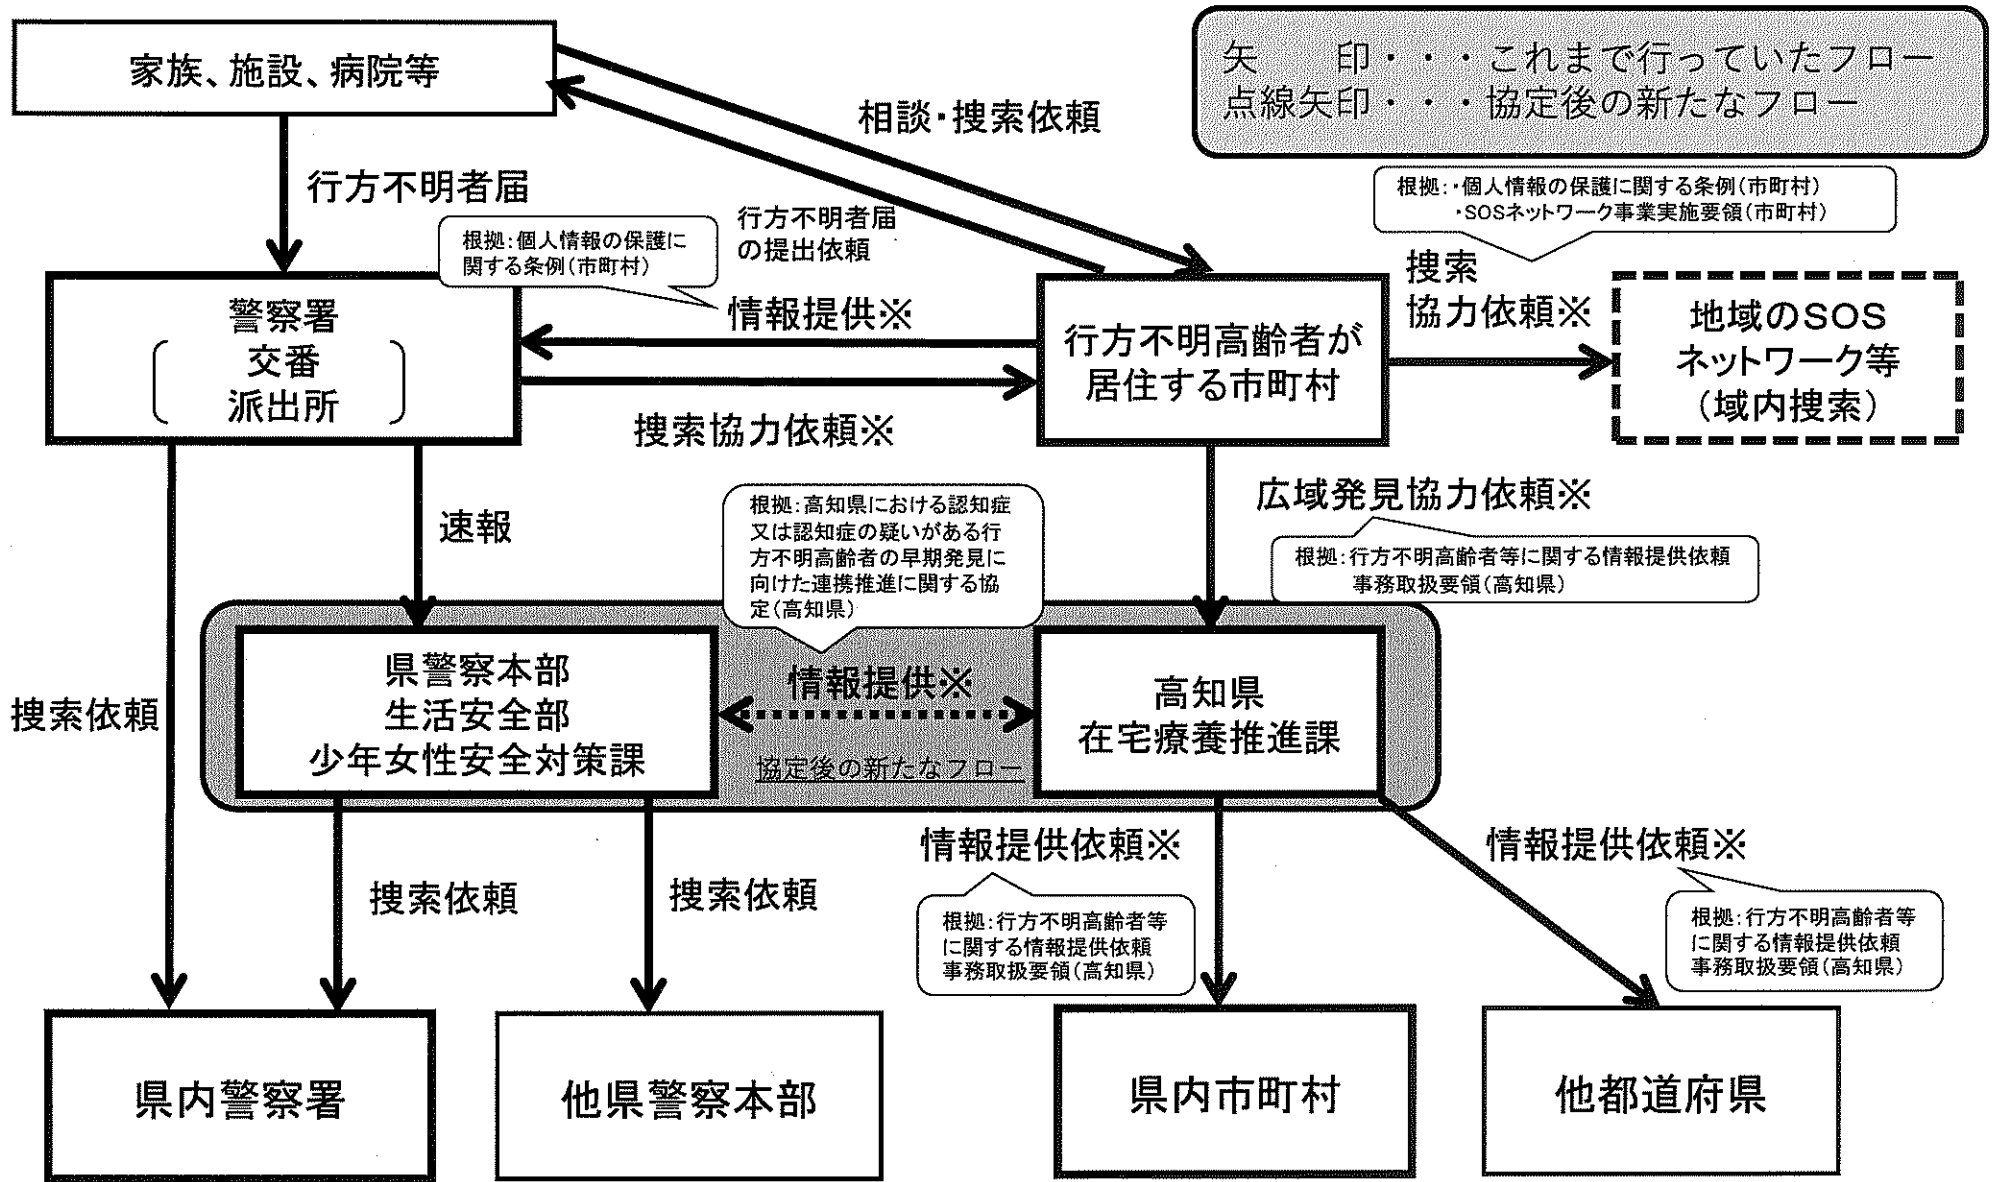 家族、施設、病院等
矢　　印・・・これまで行っていたフロー
点線矢印・・・協定後の新たなフロー
相談・捜索依頼
行方不明者届
行方不明者届
の提出依頼
根拠：・個人情報の保護に関する条例（市町村）
・SOSネットワーク事業実施要領（市町村）
根拠：個人情報の保護に
関する条例（市町村）
警察署
交番
派出所
情報提供※
捜索協力依頼※
行方不明高齢者が
居住する市町村
捜索
協力依頼※
地域のSOS
ネットワーク等
（域内捜索）
速報
根拠：高知県における認知症
又は認知症の疑いがある行
方不明高齢者の早期発見に
向けた連携推進に関する協
定（高知県）
広域発見協力依頼※
根拠：行方不明高齢者等に関する情報提供依頼
事務取扱要領（高知県）
捜索依頼
県警察本部
生活安全部
少年女性安全対策課
情報提供※
協定後の新たなフロー
高知県
在宅療養推進課
捜索依頼
捜索依頼
情報提供依頼※
根拠：行方不明高齢者等
に関する情報提供依頼
事務取扱要領（高知県）
情報提供依頼※
根拠：行方不明高齢者等
に関する情報提供依頼
事務取扱要領（高知県）
県内警察署
他県警察本部
県内市町村
他都道府県